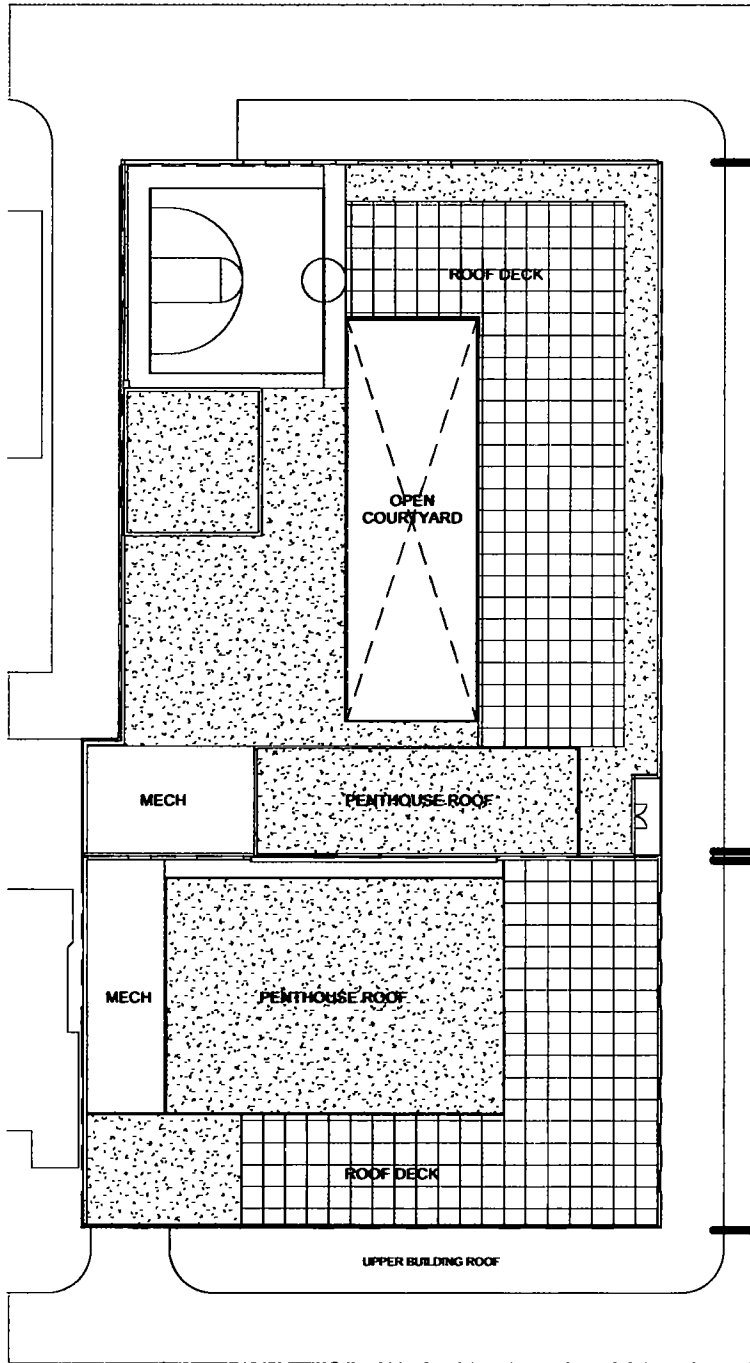 ROOF DECK
OPEN
COURTYARD
MECH
PENTHOUSE ROOF
MECH
PENTHOUSE ROOF
ROOF DECK
UPPER BUILDING ROOF